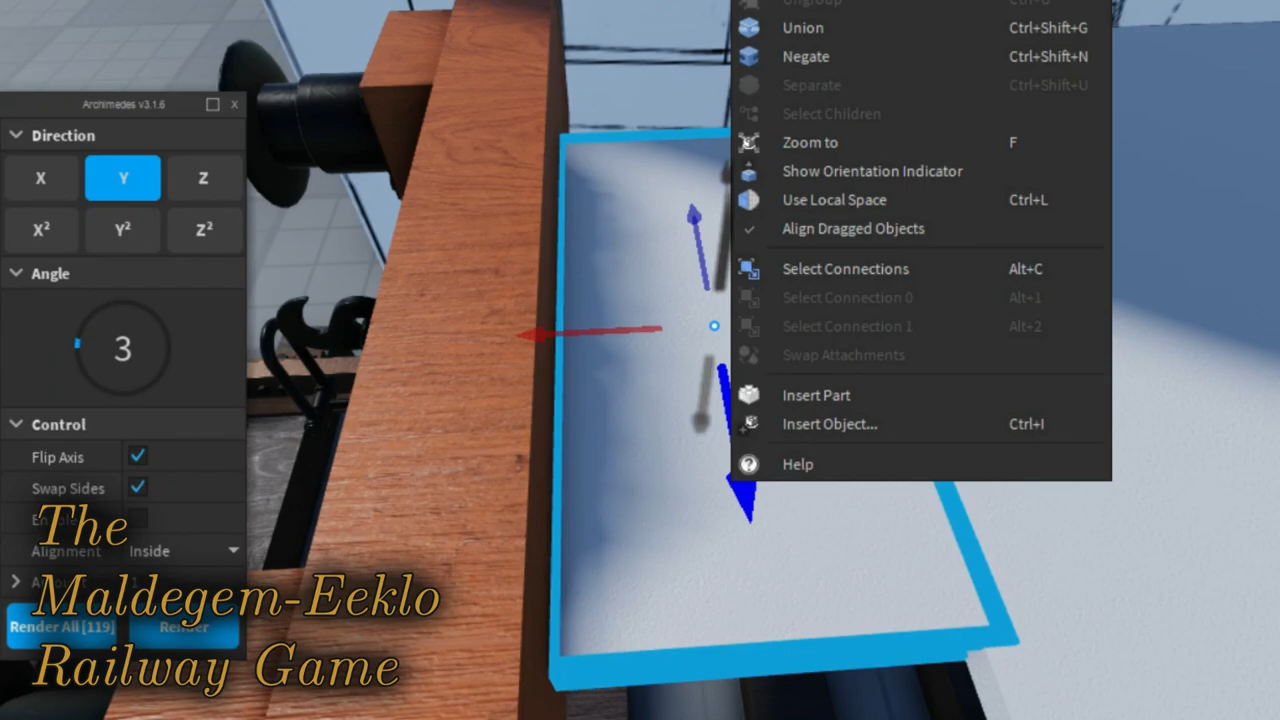 Archimedes v3.1.6
X
Direction
X Y Z
X² Y² Z²
Angle
3
Control
Flip Axis
Swap Sides
Alignment Inside
Render All [119] Render
The
Maldegem-Eeklo
Railway Game
Ungroup Ctrl+U
Union Ctrl+Shift+G
Negate Ctrl+Shift+N
Separate Ctrl+Shift+U
Select Children
Zoom to F
Show Orientation Indicator
Use Local Space Ctrl+L
Align Dragged Objects
Select Connections Alt+C
Select Connection 0 Alt+1
Select Connection 1 Alt+2
Swap Attachments
Insert Part
Insert Object... Ctrl+I
Help